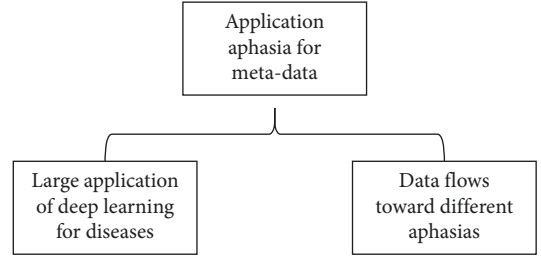 Application
aphasia for
meta-data
Large application
of deep learning
for diseases
Data flows
toward different
aphasias